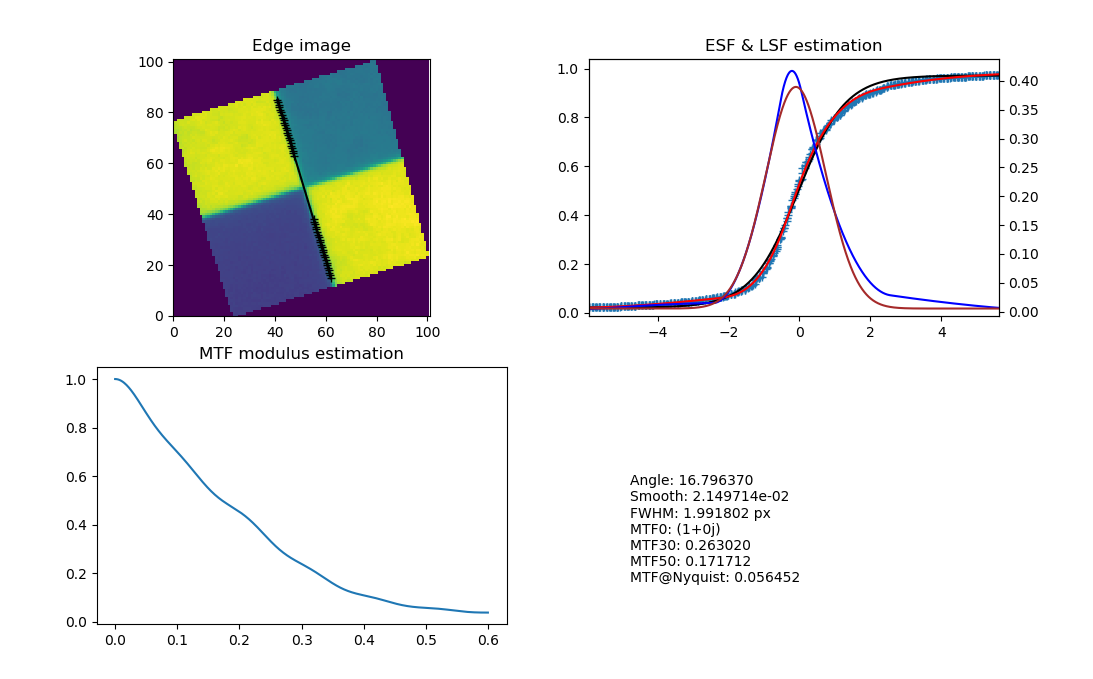 Edge image
100
80
60
40
20
0
0 20 40 60 80 100
ESF & LSF estimation
1.0
0.8
0.6
0.4
0.2
0.0
0.40
0.35
0.30
0.25
0.20
0.15
0.10
0.05
0.00
−4 −2 0 2 4
MTF modulus estimation
1.0
0.8
0.6
0.4
0.2
0.0
0.0 0.1 0.2 0.3 0.4 0.5 0.6
Angle: 16.796370
Smooth: 2.149714e-02
FWHM: 1.991802 px
MTF0: (1+0j)
MTF30: 0.263020
MTF50: 0.171712
MTF@Nyquist: 0.056452